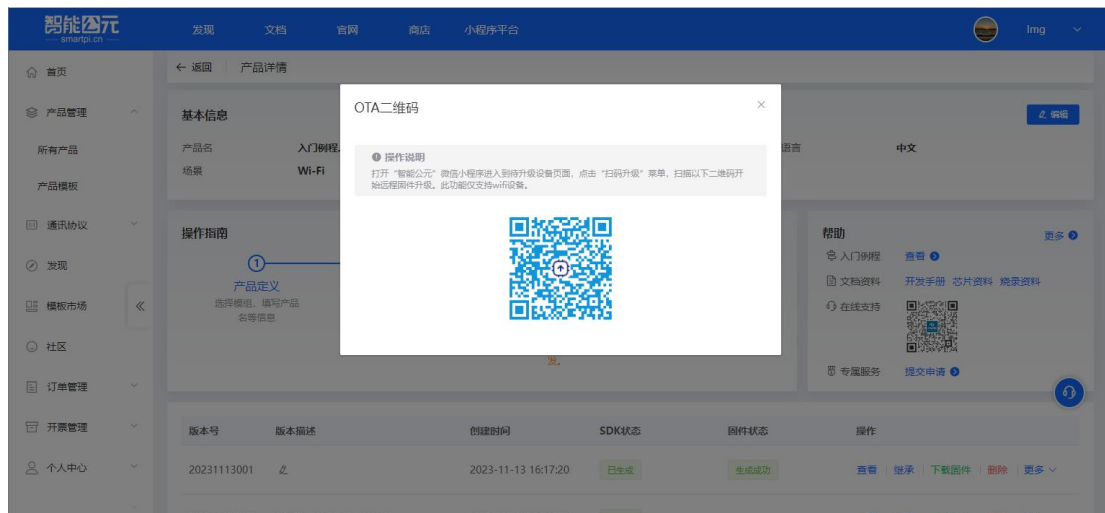 智能公元
smartpi.cn
发现 文档 官网 商店 小程序平台
lmg
首页
← 返回 产品详情
产品管理
所有产品
产品模板
通讯协议
发现
模板市场
社区
订单管理
开票管理
个人中心
基本信息
编辑
产品名 入门例程
语言 中文
场景 Wi-Fi
OTA二维码
操作说明
打开“智能公元”微信小程序进入到待升级设备页面，点击“扫码升级”菜单，扫描以下二维码开
始远程固件升级。此功能仅支持wifi设备。
操作指南
1
产品定义
选择模组、填写产品
名等信息
发。
帮助 更多
入门例程 查看
文档资料 开发手册 芯片资料 烧录资料
在线支持
专属服务 提交申请
版本号 版本描述 创建时间 SDK状态 固件状态 操作
20231113001 2023-11-13 16:17:20 已生成 生成成功 查看 继承 下载固件 删除 更多